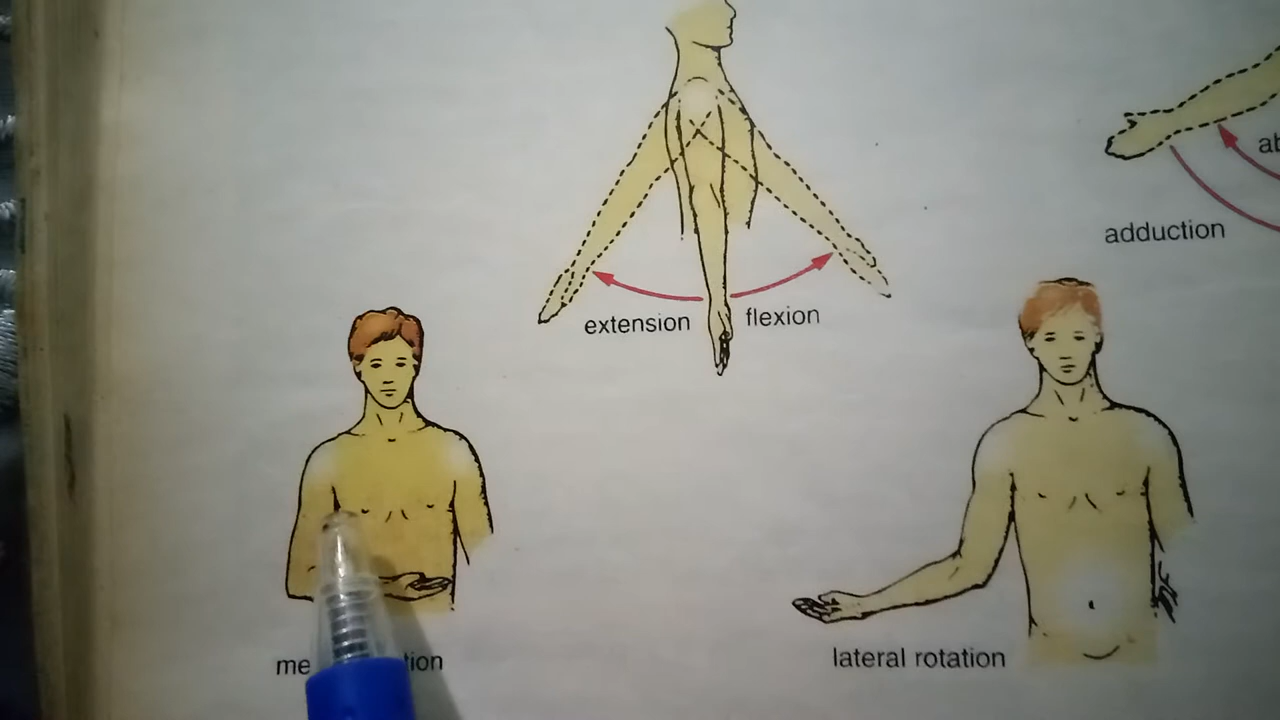 adduction
extension
flexion
lateral rotation